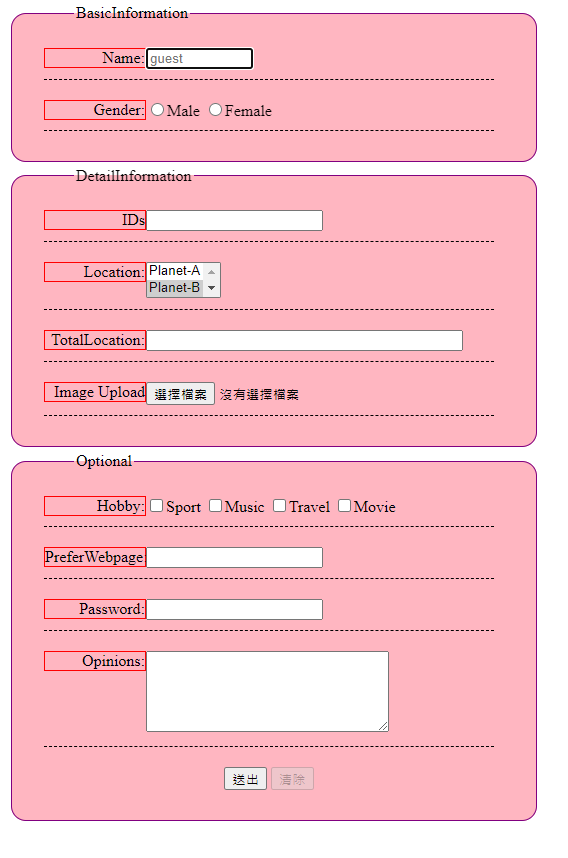 BasicInformation
Name: guest
Gender: Male Female
DetailInformation
IDs
Location: Planet-A
Planet-B
TotalLocation:
Image Upload 選擇檔案 沒有選擇檔案
Optional
Hobby: Sport Music Travel Movie
PreferWebpage
Password:
Opinions:
送出 清除